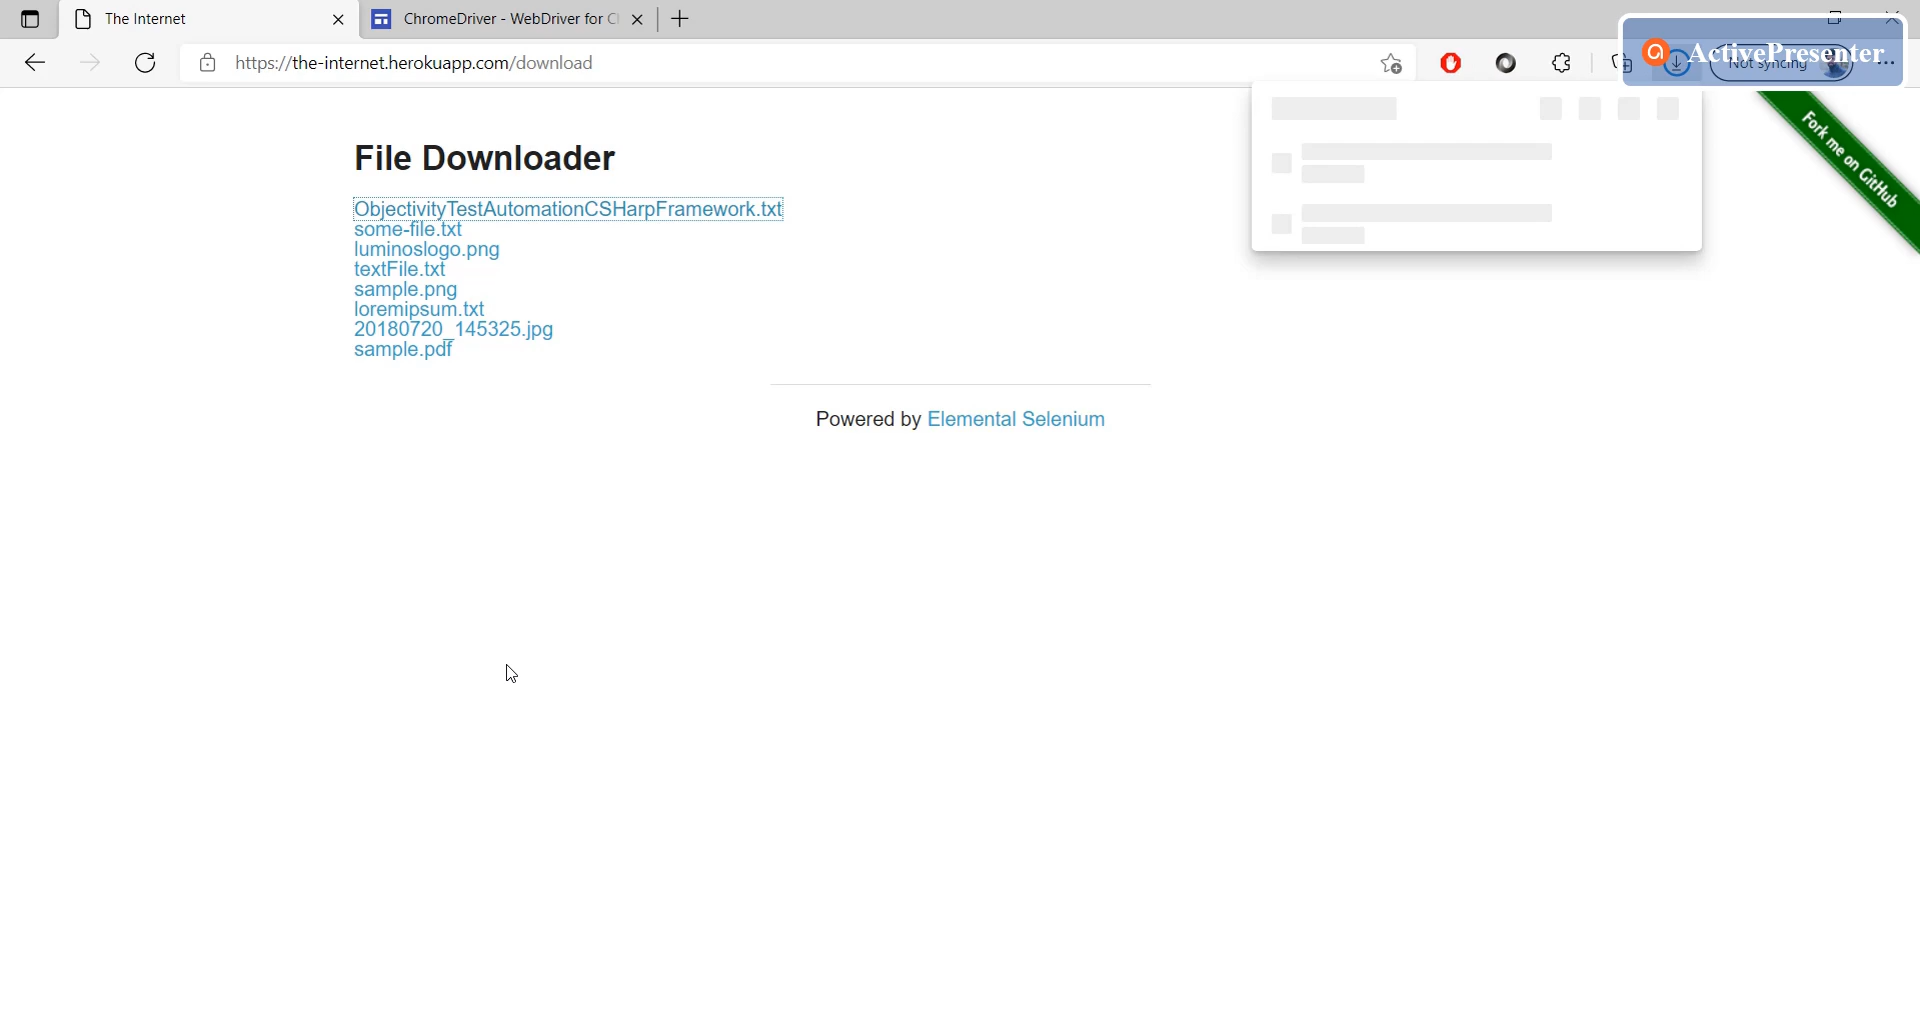 The Internet
ChromeDriver - WebDriver for C
https://the-internet.herokuapp.com/download
Not syncing
ActivePresenter
Fork me on GitHub
File Downloader
ObjectivityTestAutomationCSHarpFramework.txt
some-file.txt
luminoslogo.png
textFile.txt
sample.png
loremipsum.txt
20180720_145325.jpg
sample.pdf
Powered by Elemental Selenium